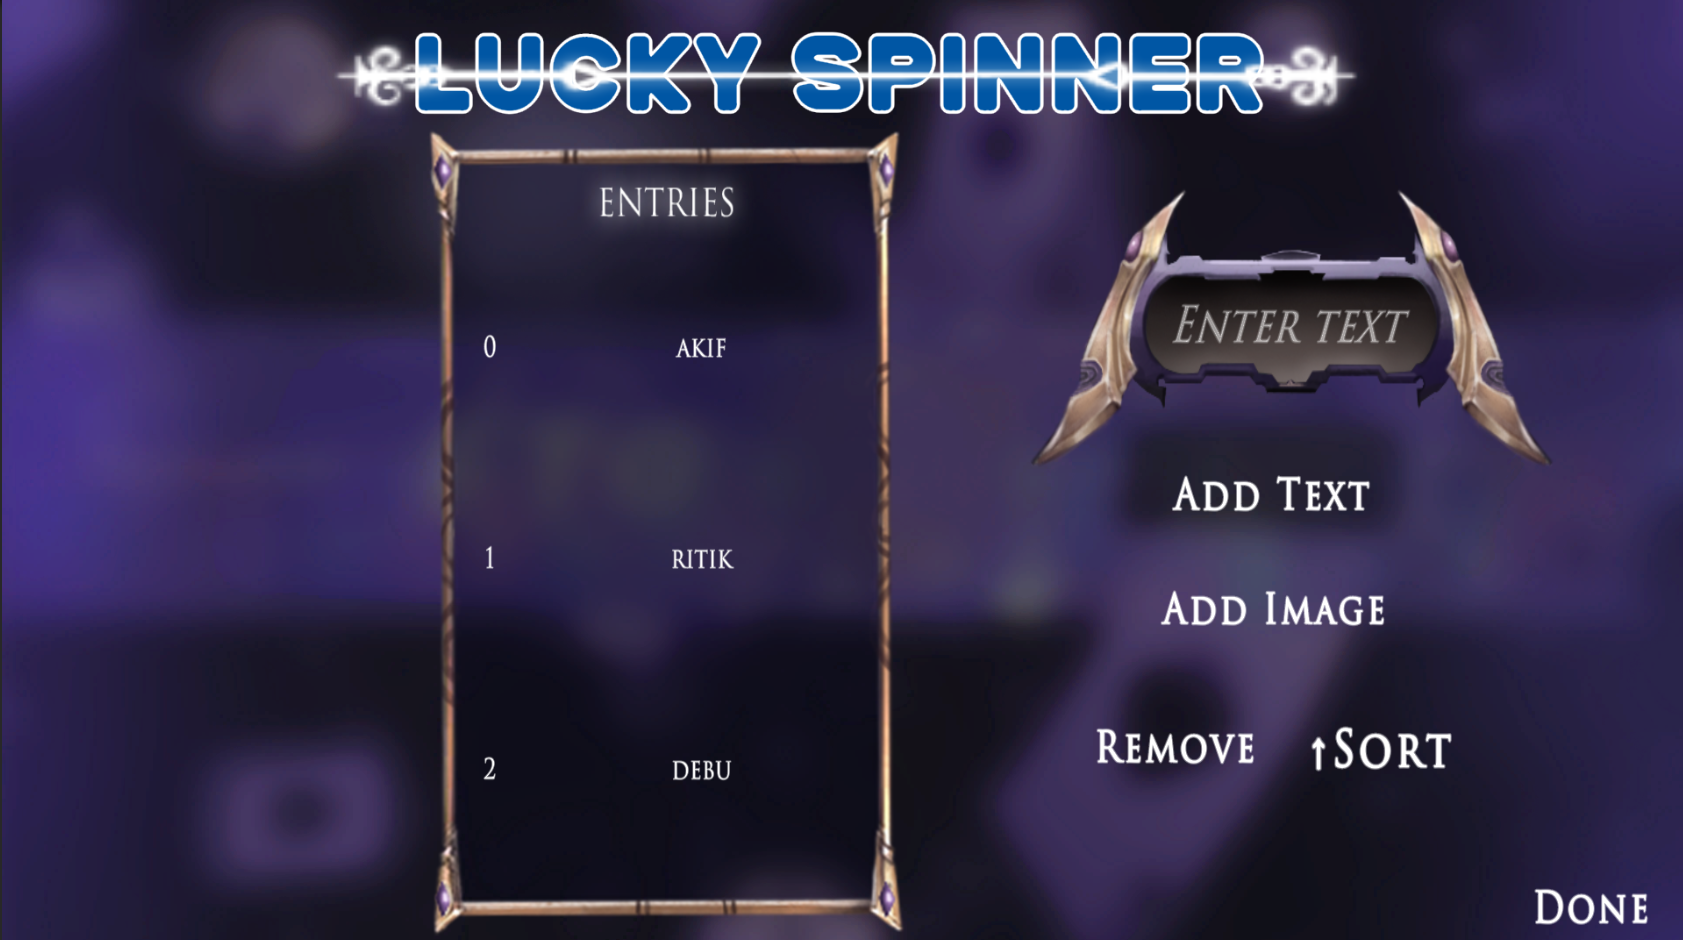 LUCKY SPINNER
ENTRIES
0 AKIF
1 RITIK
2 DEBU
ENTER TEXT
ADD TEXT
ADD IMAGE
REMOVE ↑SORT
DONE